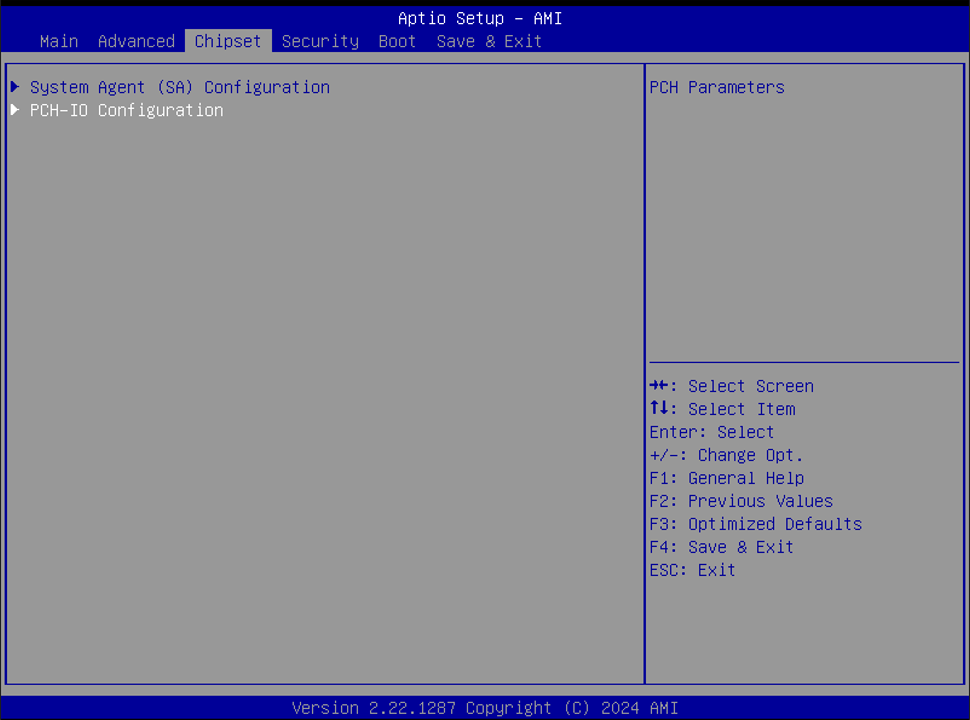 Aptio Setup – AMI
Main Advanced Chipset Security Boot Save & Exit
System Agent (SA) Configuration
PCH-IO Configuration
PCH Parameters
→←: Select Screen
↑↓: Select Item
Enter: Select
+/-: Change Opt.
F1: General Help
F2: Previous Values
F3: Optimized Defaults
F4: Save & Exit
ESC: Exit
Version 2.22.1287 Copyright (C) 2024 AMI